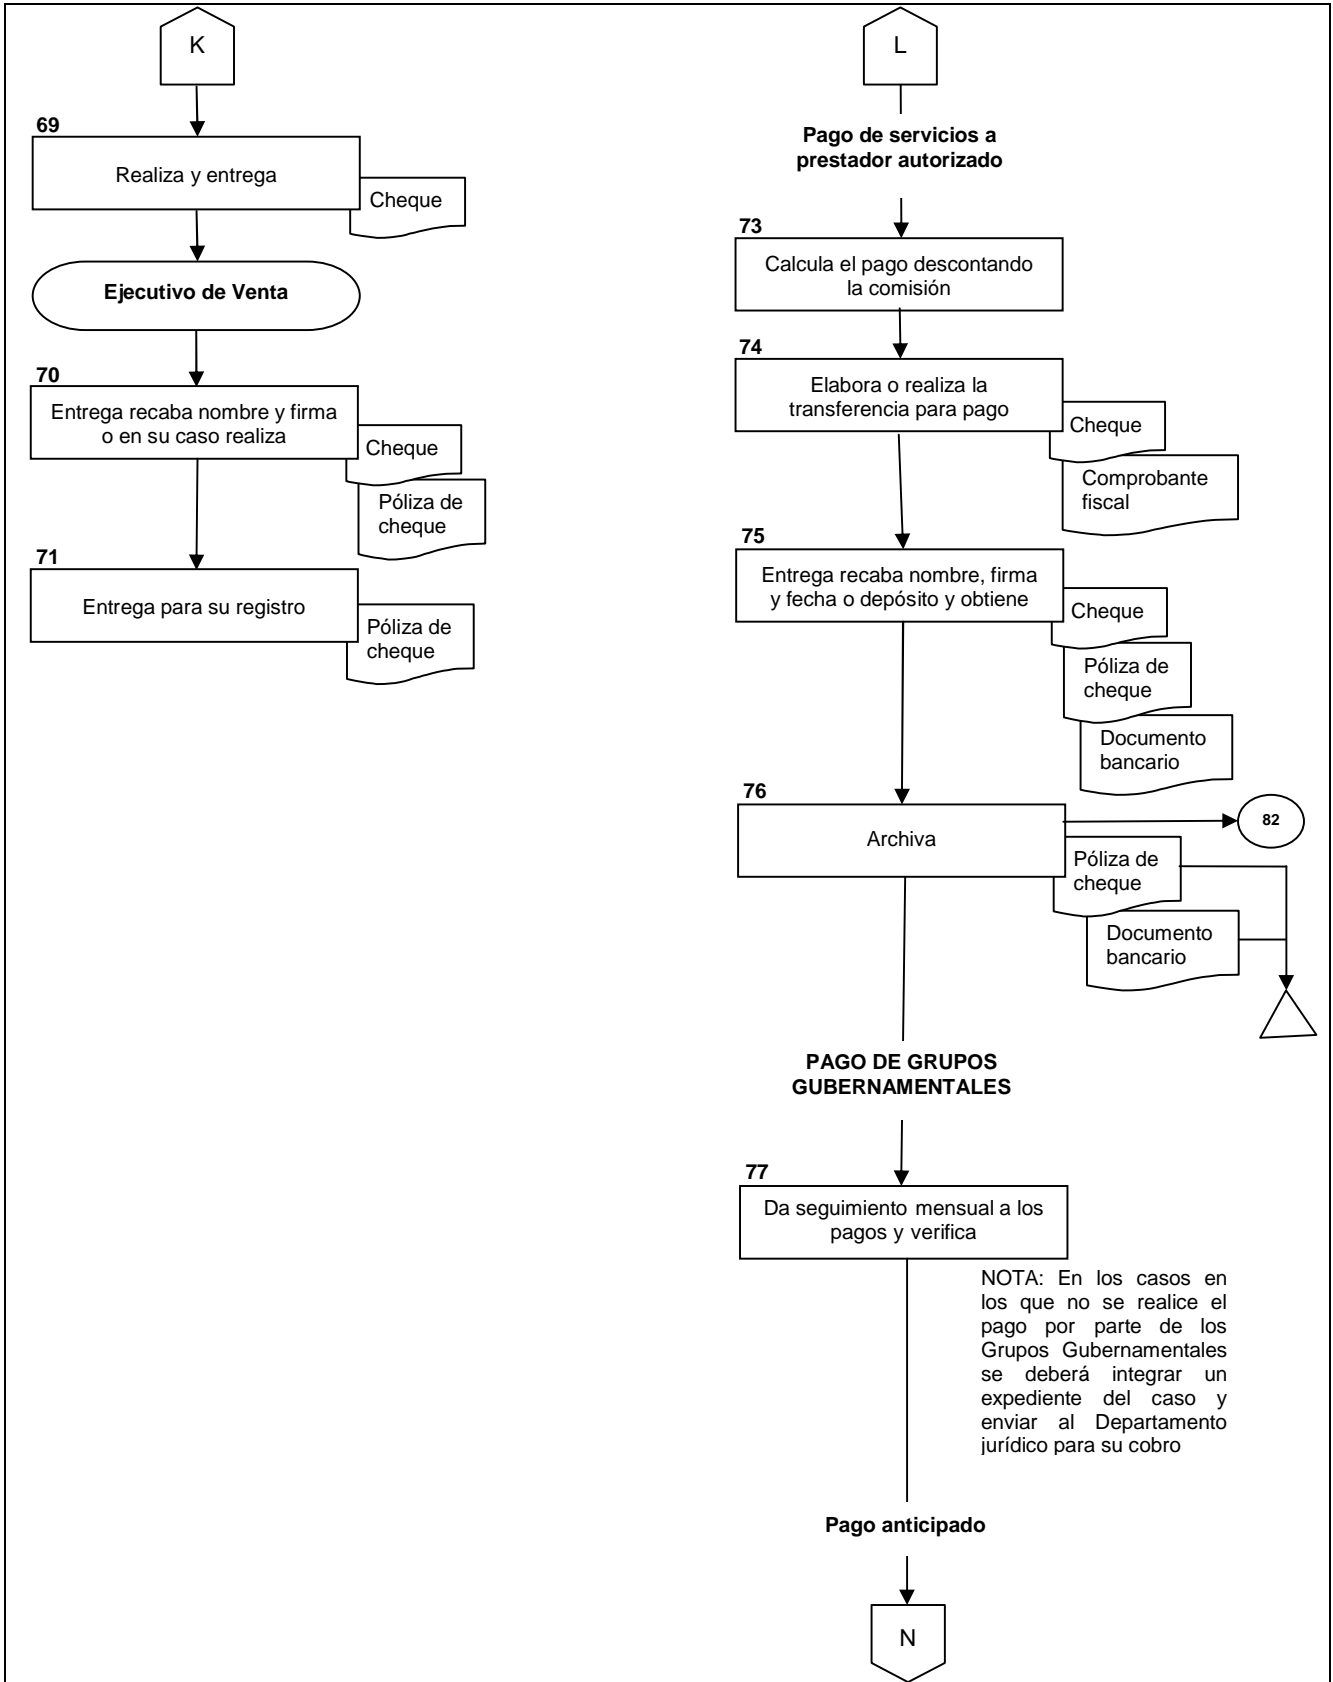 K
69
Realiza y entrega
Cheque
Ejecutivo de Venta
70
Entrega recaba nombre y firma
o en su caso realiza
Cheque
Póliza de
cheque
71
Entrega para su registro
Póliza de
cheque
L
Pago de servicios a
prestador autorizado
73
Calcula el pago descontando
la comisión
74
Elabora o realiza la
transferencia para pago
Cheque
Comprobante
fiscal
75
Entrega recaba nombre, firma
y fecha o depósito y obtiene
Cheque
Póliza de
cheque
Documento
bancario
76
Archiva
82
Póliza de
cheque
Documento
bancario
PAGO DE GRUPOS
GUBERNAMENTALES
77
Da seguimiento mensual a los
pagos y verifica
NOTA: En los casos en
los que no se realice el
pago por parte de los
Grupos Gubernamentales
se deberá integrar un
expediente del caso y
enviar al Departamento
jurídico para su cobro
Pago anticipado
N